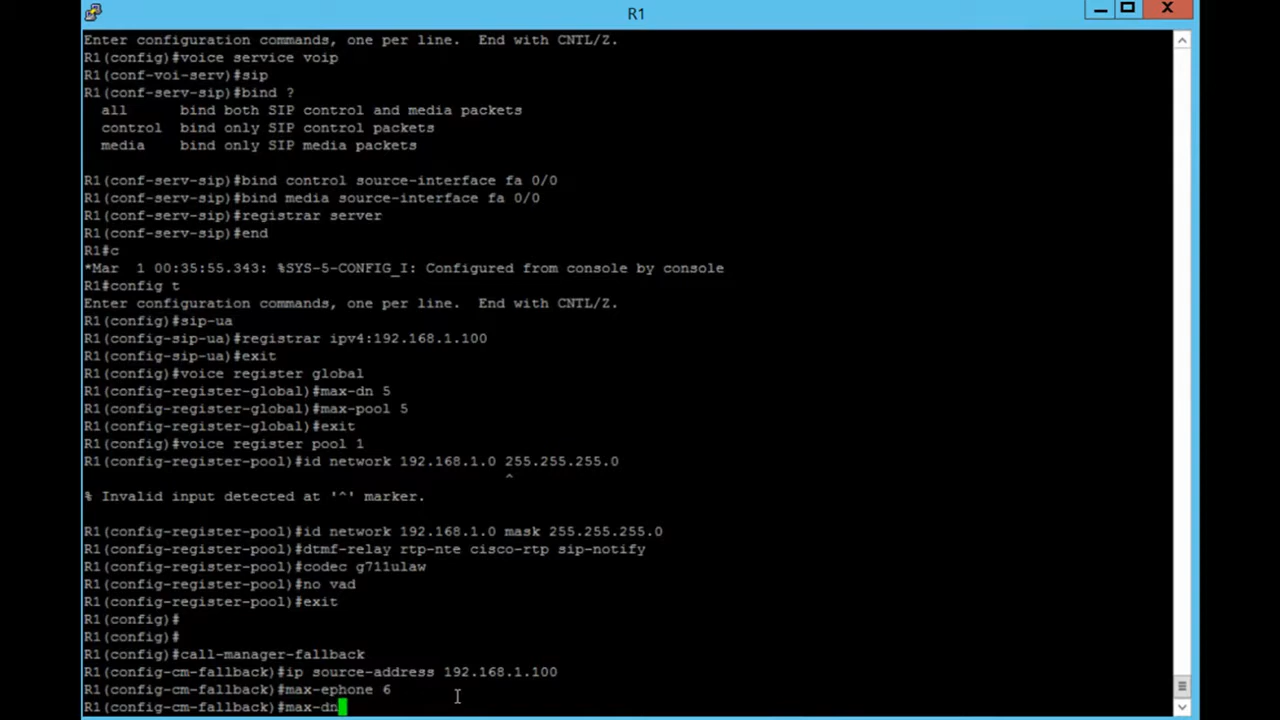 R1
Enter configuration commands, one per line.  End with CNTL/Z.
R1(config)#voice service voip
R1(conf-voi-serv)#sip
R1(conf-serv-sip)#bind ?
  all      bind both SIP control and media packets
  control  bind only SIP control packets
  media    bind only SIP media packets
R1(conf-serv-sip)#bind control source-interface fa 0/0
R1(conf-serv-sip)#bind media source-interface fa 0/0
R1(conf-serv-sip)#registrar server
R1(conf-serv-sip)#end
R1#c
*Mar  1 00:35:55.343: %SYS-5-CONFIG_I: Configured from console by console
R1#config t
Enter configuration commands, one per line.  End with CNTL/Z.
R1(config)#sip-ua
R1(config-sip-ua)#registrar ipv4:192.168.1.100
R1(config-sip-ua)#exit
R1(config)#voice register global
R1(config-register-global)#max-dn 5
R1(config-register-global)#max-pool 5
R1(config-register-global)#exit
R1(config)#voice register pool 1
R1(config-register-pool)#id network 192.168.1.0 255.255.255.0
^
% Invalid input detected at '^' marker.
R1(config-register-pool)#id network 192.168.1.0 mask 255.255.255.0
R1(config-register-pool)#dtmf-relay rtp-nte cisco-rtp sip-notify
R1(config-register-pool)#codec g711ulaw
R1(config-register-pool)#no vad
R1(config-register-pool)#exit
R1(config)#
R1(config)#
R1(config)#call-manager-fallback
R1(config-cm-fallback)#ip source-address 192.168.1.100
R1(config-cm-fallback)#max-ephone 6
R1(config-cm-fallback)#max-dn